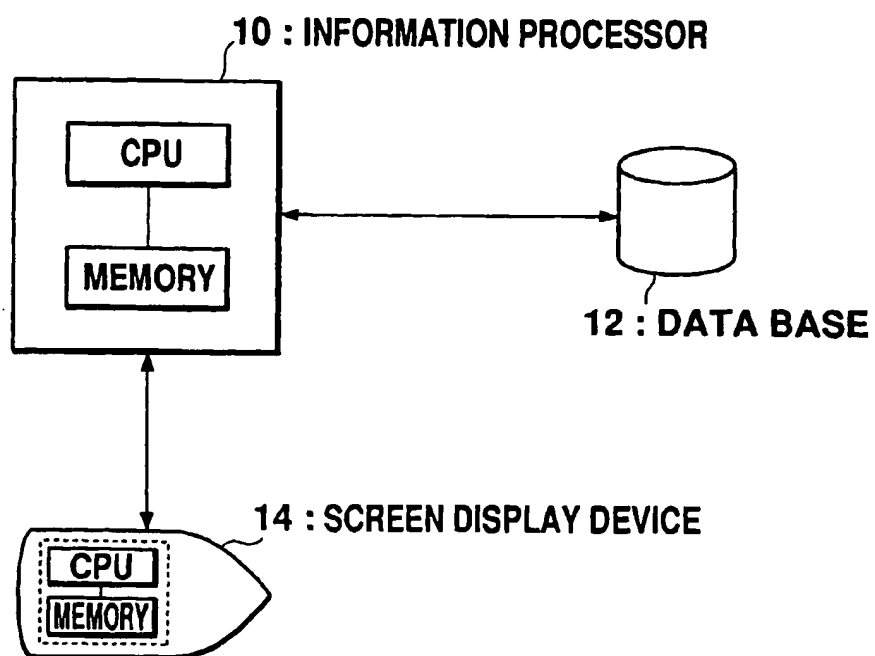 10 : INFORMATION PROCESSOR
CPU
MEMORY
12 : DATA BASE
14 : SCREEN DISPLAY DEVICE
CPU
MEMORY